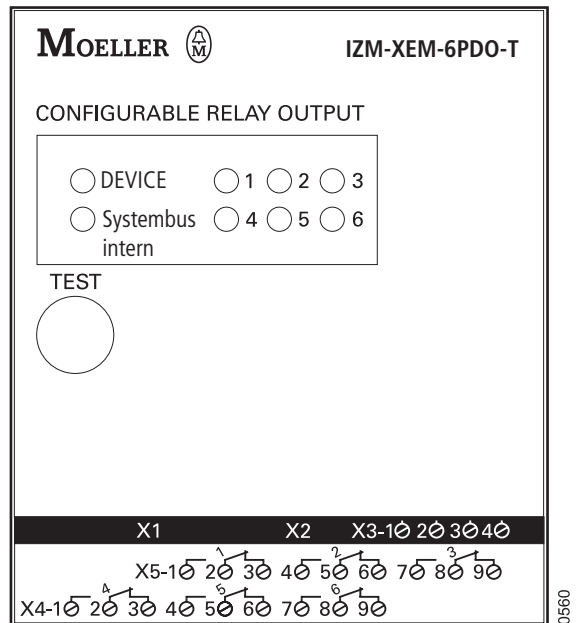 MOELLER IZM-XEM-6PDO-T
CONFIGURABLE RELAY OUTPUT
DEVICE 1 2 3
Systembus intern 4 5 6
TEST
X1 X2 X3-1 2 3 4
1 2 3
X5-1 2 3 4 5 6 7 8 9
4 5 6
X4-1 2 3 4 5 6 7 8 9
0560